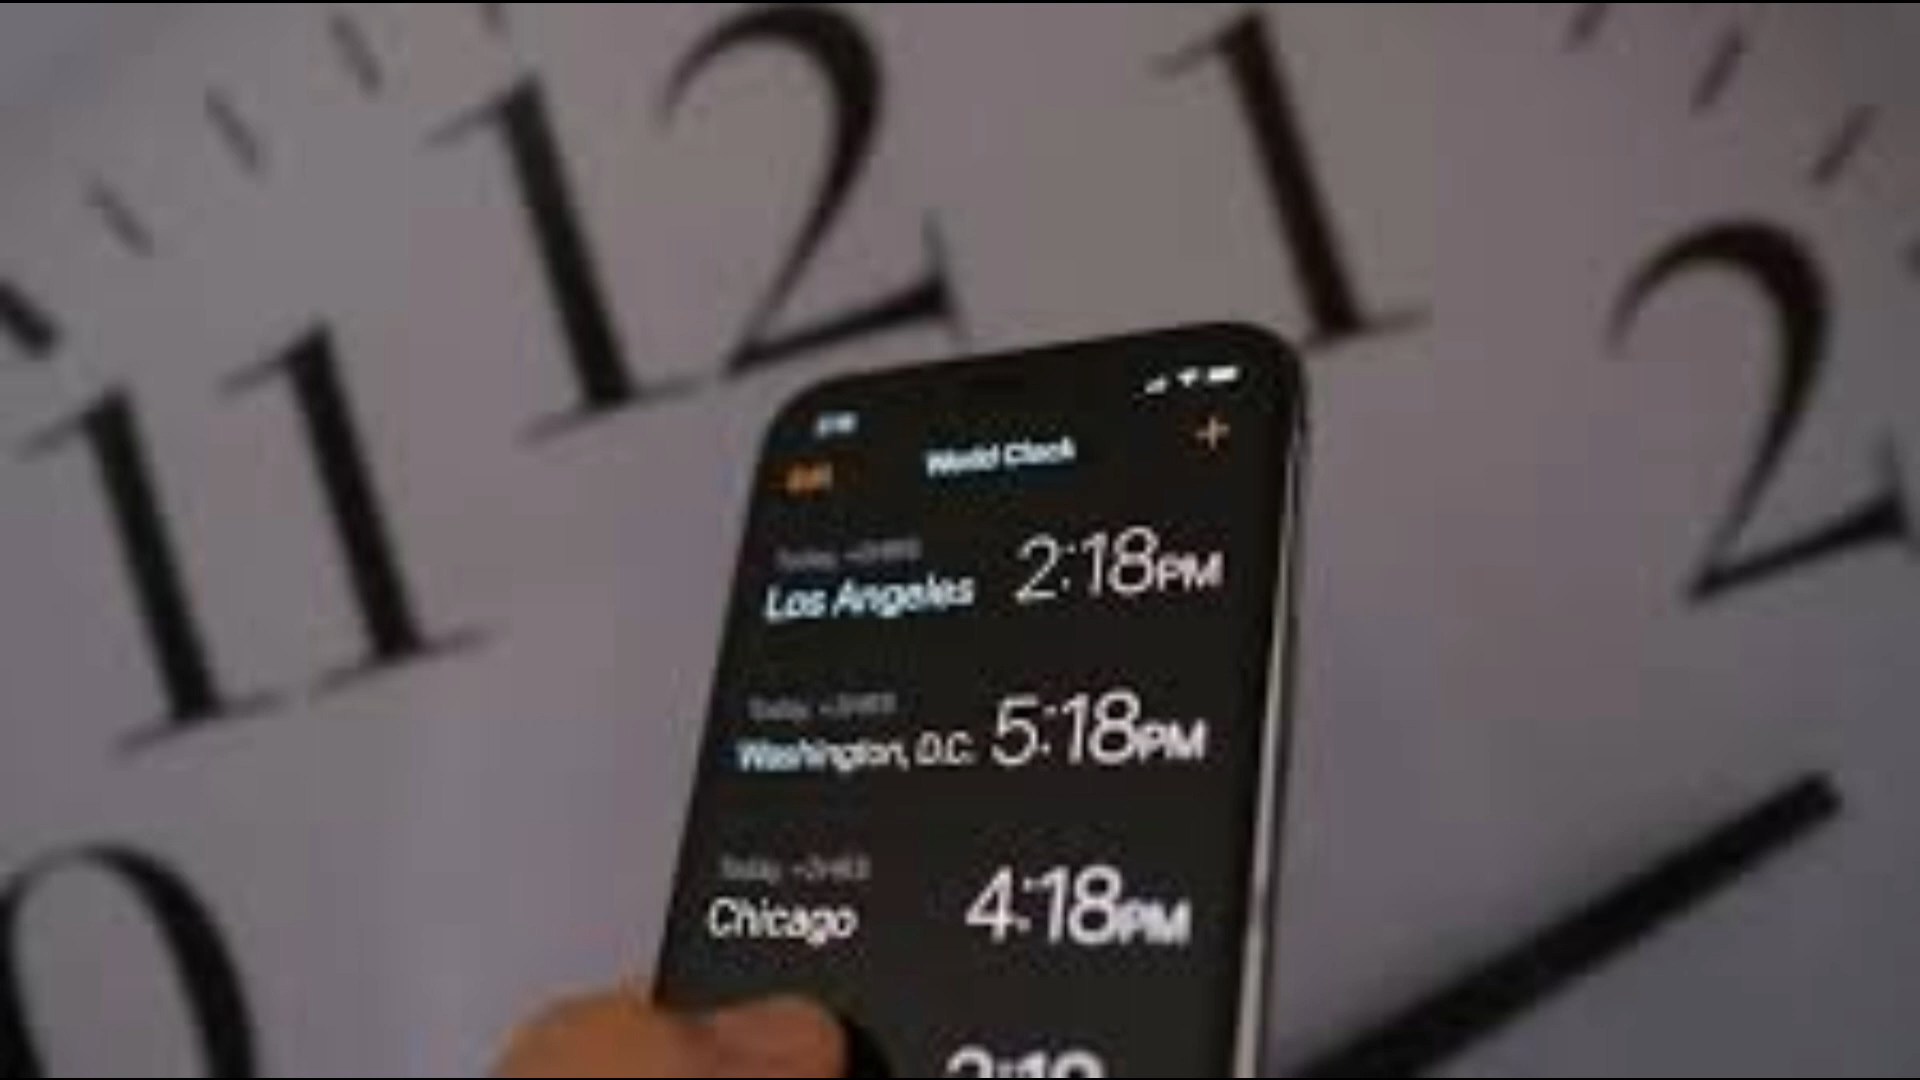 12
1
2
11
World Clock
+
Los Angeles 2:18PM
Washington, D.C. 5:18PM
Chicago 4:18PM